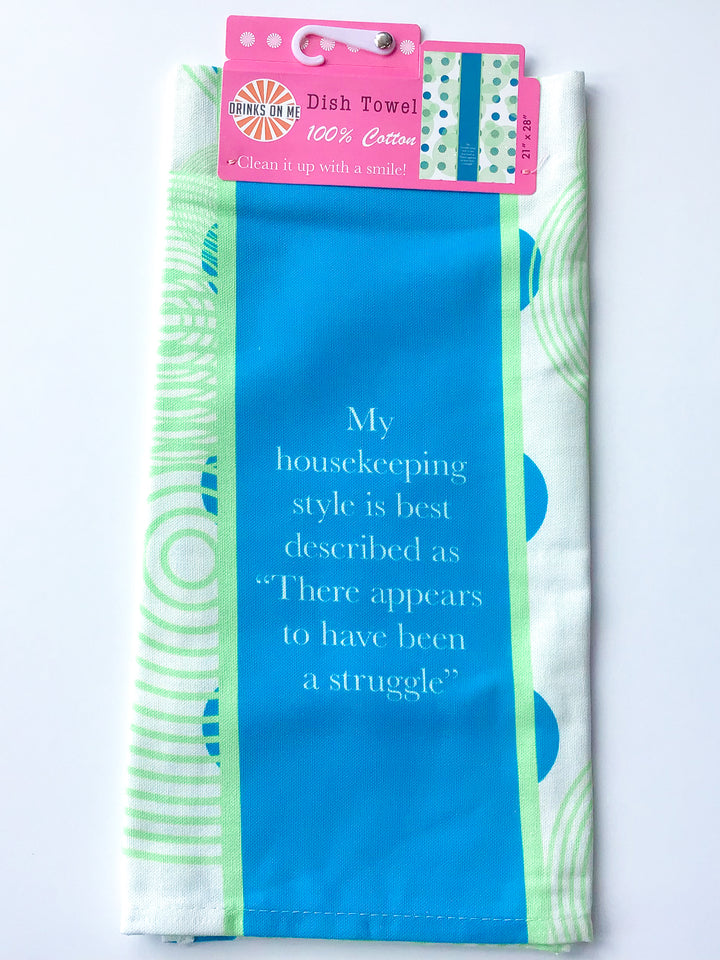 DRINKS ON ME
Dish Towel
100% Cotton
Clean it up with a smile!
21" x 28"
My
housekeeping
style is best
described as
“There appears
to have been
a struggle”